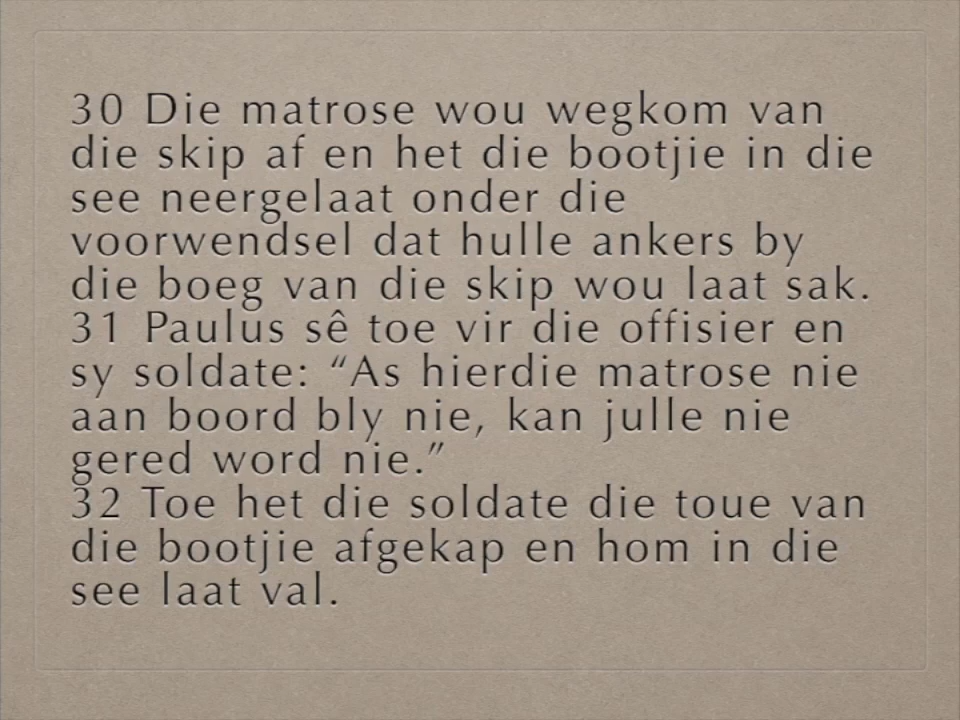 30 Die matrose wou wegkom van
die skip af en het die bootjie in die
see neergelaat onder die
voorwendsel dat hulle ankers by
die boeg van die skip wou laat sak.
31 Paulus sê toe vir die offisier en
sy soldate: “As hierdie matrose nie
aan boord bly nie, kan julle nie
gered word nie.”
32 Toe het die soldate die toue van
die bootjie afgekap en hom in die
see laat val.